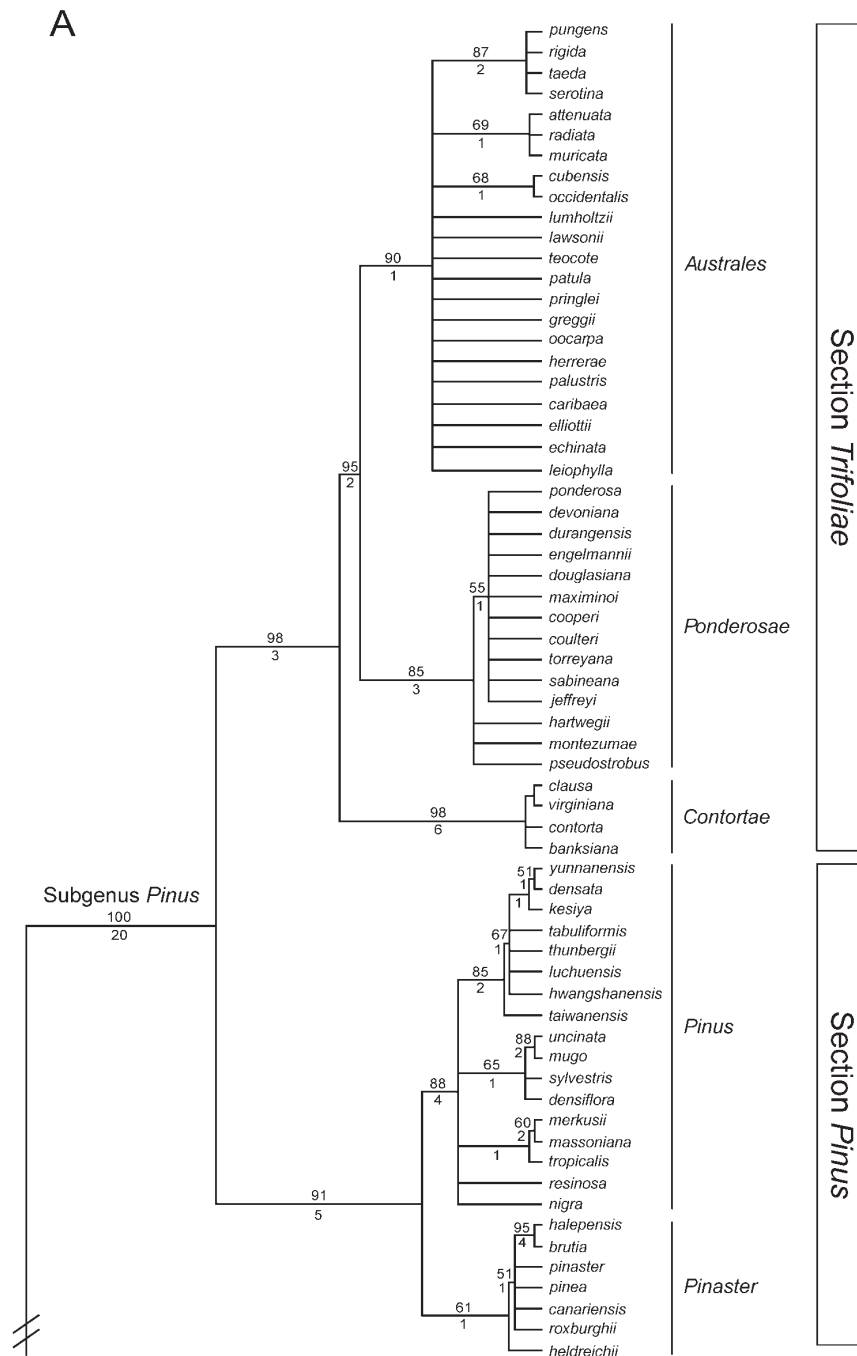 A
pungens
87
rigida
2
taeda
serotina
attenuata
69
radiata
1
muricata
68
cubensis
1
occidentalis
lumholtzii
lawsonii
90
teocote
Australes
1
patula
pringlei
greggii
oocarpa
herrerae
palustris
caribaea
elliottii
echinata
95
leiophylla
2
Section Trifoliae
ponderosa
devoniana
durangensis
engelmannii
douglasiana
55
maximoi
1
cooperi
Ponderosae
98
coulteri
3
torreyana
85
sabineana
3
jeffreyi
hartwegii
montezumae
pseudostrobus
clausa
virginiana
98
contorta
Contortae
6
banksiana
yunnanensis
51
densata
1
Subgenus Pinus
1
kesiya
100
20
tabuliformis
67
thunbergii
1
85
luchuensis
2
hwangshanensis
taiwanensis
Pinus
uncinata
88
mugo
2
65
sylvestris
1
88
densiflora
4
merkusii
60
massoniana
2
1
tropicalis
resinosa
91
nigra
5
Section Pinus
halepensis
95
brutia
4
pinaster
51
pinea
Pinaster
1
61
canariensis
1
roxburghii
heldreichii